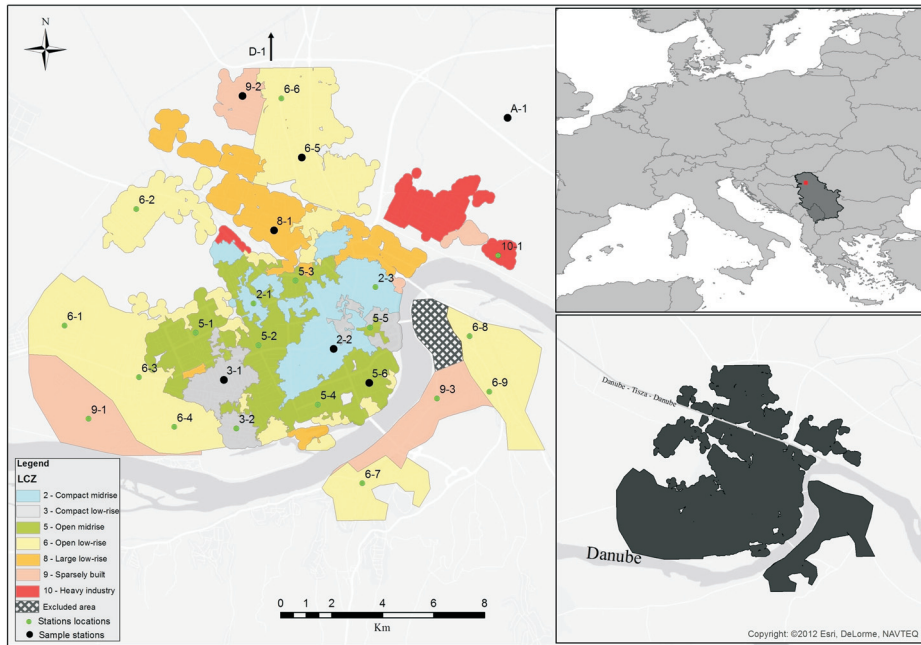 N
D-1
9-2
6-6
A-1
6-5
6-2
8-1
10-1
5-3
2-3
2-1
6-1
5-1
5-5
6-8
5-2
2-2
6-3
3-1
5-6
6-9
9-3
9-1
5-4
6-4
3-2
6-7
Legend
LCZ
2 - Compact midrise
3 - Compact low-rise
5 - Open midrise
6 - Open low-rise
8 - Large low-rise
9 - Sparsely built
10 - Heavy industry
Excluded area
Stations locations
Sample stations
0 1 2 4 6 8
Km
Danube - Tisza - Danube
Danube
Copyright: ©2012 Esri, DeLorme, NAVTEQ